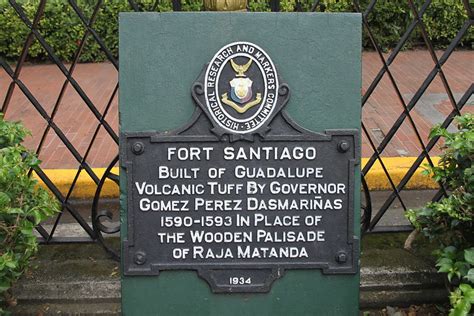 HISTORICAL RESEARCH AND MARKERS COMMITTEE
FORT SANTIAGO
BUILT OF GUADALUPE
VOLCANIC TUFF BY GOVERNOR
GOMEZ PEREZ DASMARIÑAS
1590-1593 IN PLACE OF
THE WOODEN PALISADE
OF RAJA MATANDA
1934